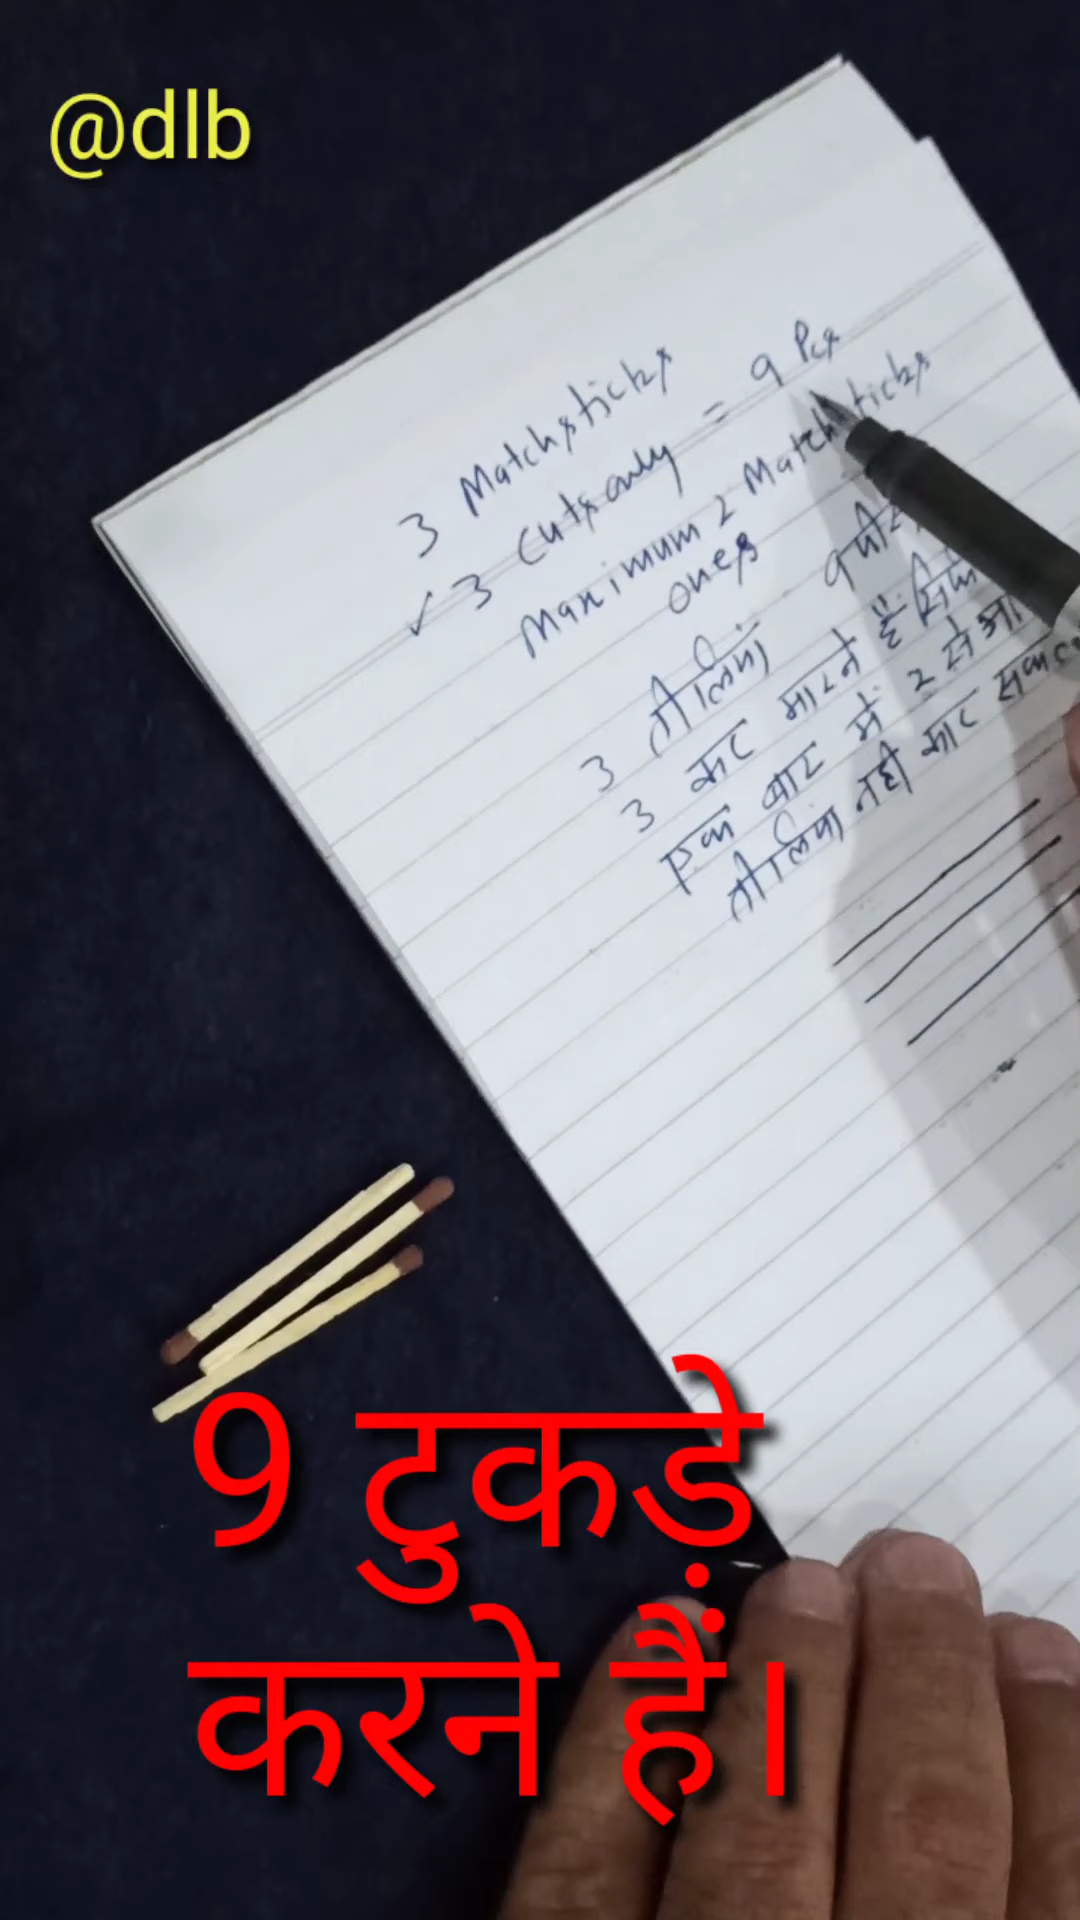 @dlb
3 Matchsticks
✓ 3 Cuts only = 9 Pcs
Maximum 2 Matchsticks
ones
3 तीलियां 9 पीस
3 कट मारने हैं सिर्फ
एक बार में 2 से
तीलियां नहीं काट सकते
9 टुकड़े
करने हैं।